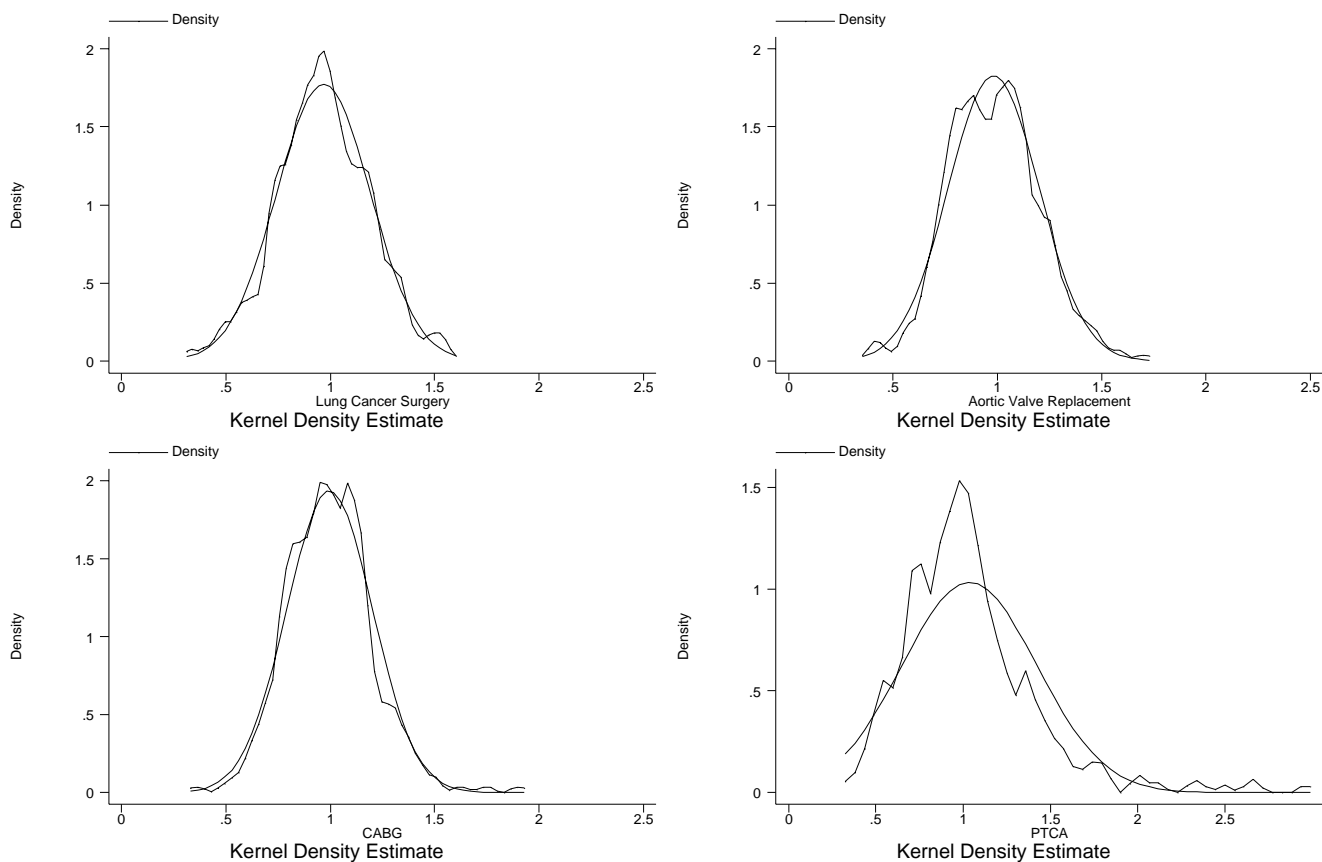 Density
Density
2
1.5
1
.5
0
0 .5 1 1.5 2 2.5
Lung Cancer Surgery
Kernel Density Estimate
Density
Density
2
1.5
1
.5
0
0 .5 1 1.5 2 2.5
Aortic Valve Replacement
Kernel Density Estimate
Density
Density
2
1.5
1
.5
0
0 .5 1 1.5 2 2.5
CABG
Kernel Density Estimate
Density
Density
1.5
1
.5
0
0 .5 1 1.5 2 2.5
PTCA
Kernel Density Estimate